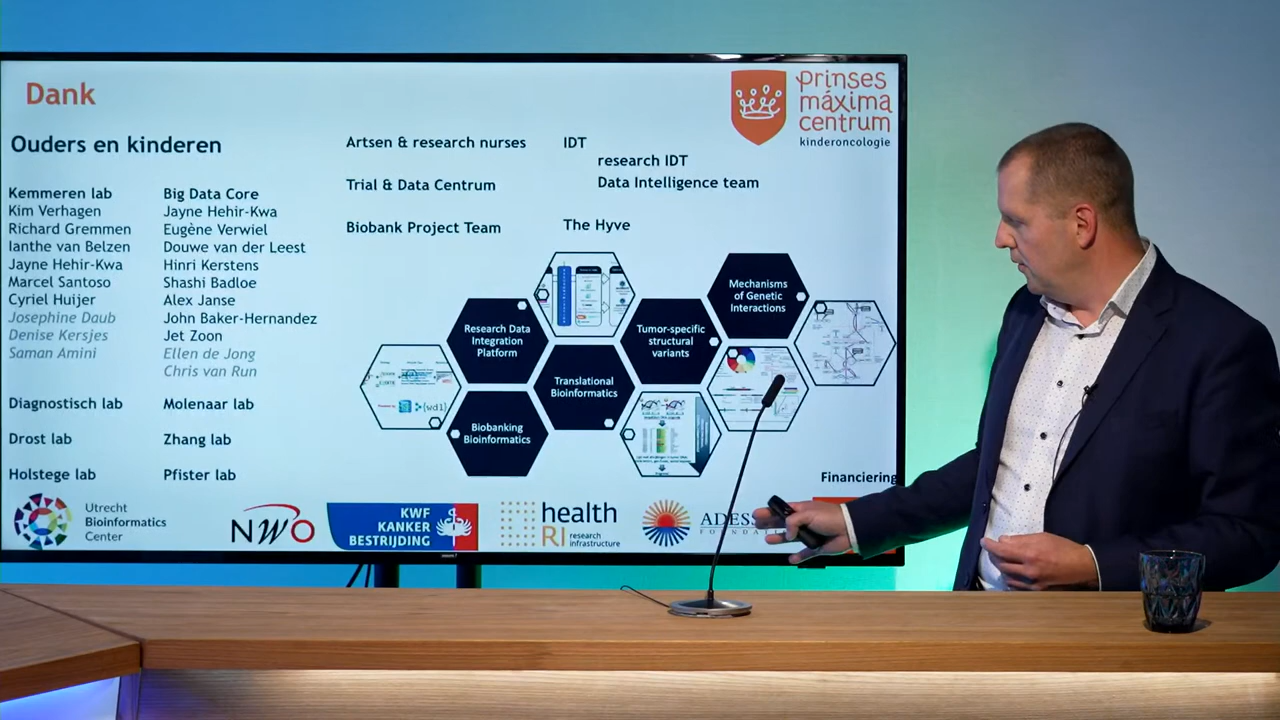 Dank
prinses
máxima
centrum
kinderoncologie
Ouders en kinderen
Artsen & research nurses
Trial & Data Centrum
Biobank Project Team
IDT
research IDT
Data Intelligence team
The Hyve
Kemmeren lab
Kim Verhagen
Richard Gremmen
Ianthe van Belzen
Jayne Hehir-Kwa
Marcel Santoso
Cyriel Huijer
Josephine Daub
Denise Kersjes
Saman Amini
Big Data Core
Jayne Hehir-Kwa
Eugène Verwiel
Douwe van der Leest
Hinri Kerstens
Shashi Badloe
Alex Janse
John Baker-Hernandez
Jet Zoon
Ellen de Jong
Chris van Run
Diagnostisch lab
Molenaar lab
Drost lab
Zhang lab
Holstege lab
Pfister lab
Research Data
Integration
Platform
Biobanking
Bioinformatics
Translational
Bioinformatics
Tumor-specific
structural
variants
Mechanisms
of Genetic
Interactions
Financiering
Utrecht
Bioinformatics
Center
NWO
KWF
KANKER
BESTRIJDING
health
RI research
infrastructure